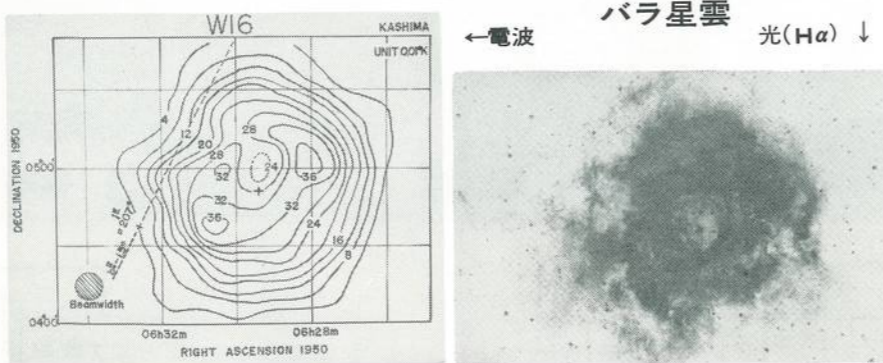 W16
KASHIMA
UNIT 0.01°K
4
12
20
28
28
32
24
36
32
32
36
24
16
8
DECLINATION 1950
05°00'
04°00'
Beamwidth
06h32m
06h28m
RIGHT ASCENSION 1950
バラ星雲
←電波
光(Hα) ↓